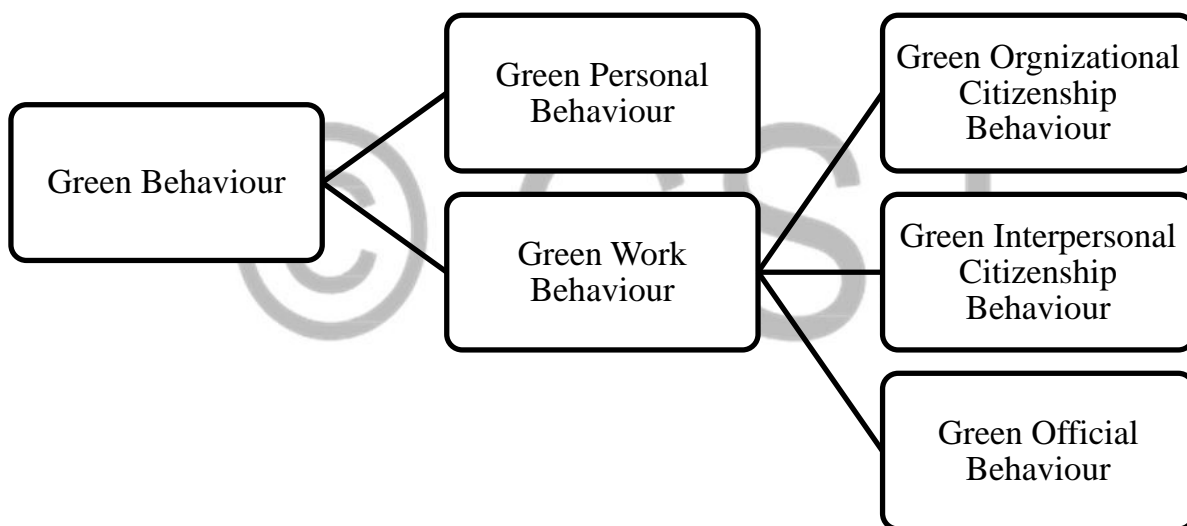 Green Behaviour
Green Personal
Behaviour
Green Work
Behaviour
Green Orgnizational
Citizenship
Behaviour
Green Interpersonal
Citizenship
Behaviour
Green Official
Behaviour